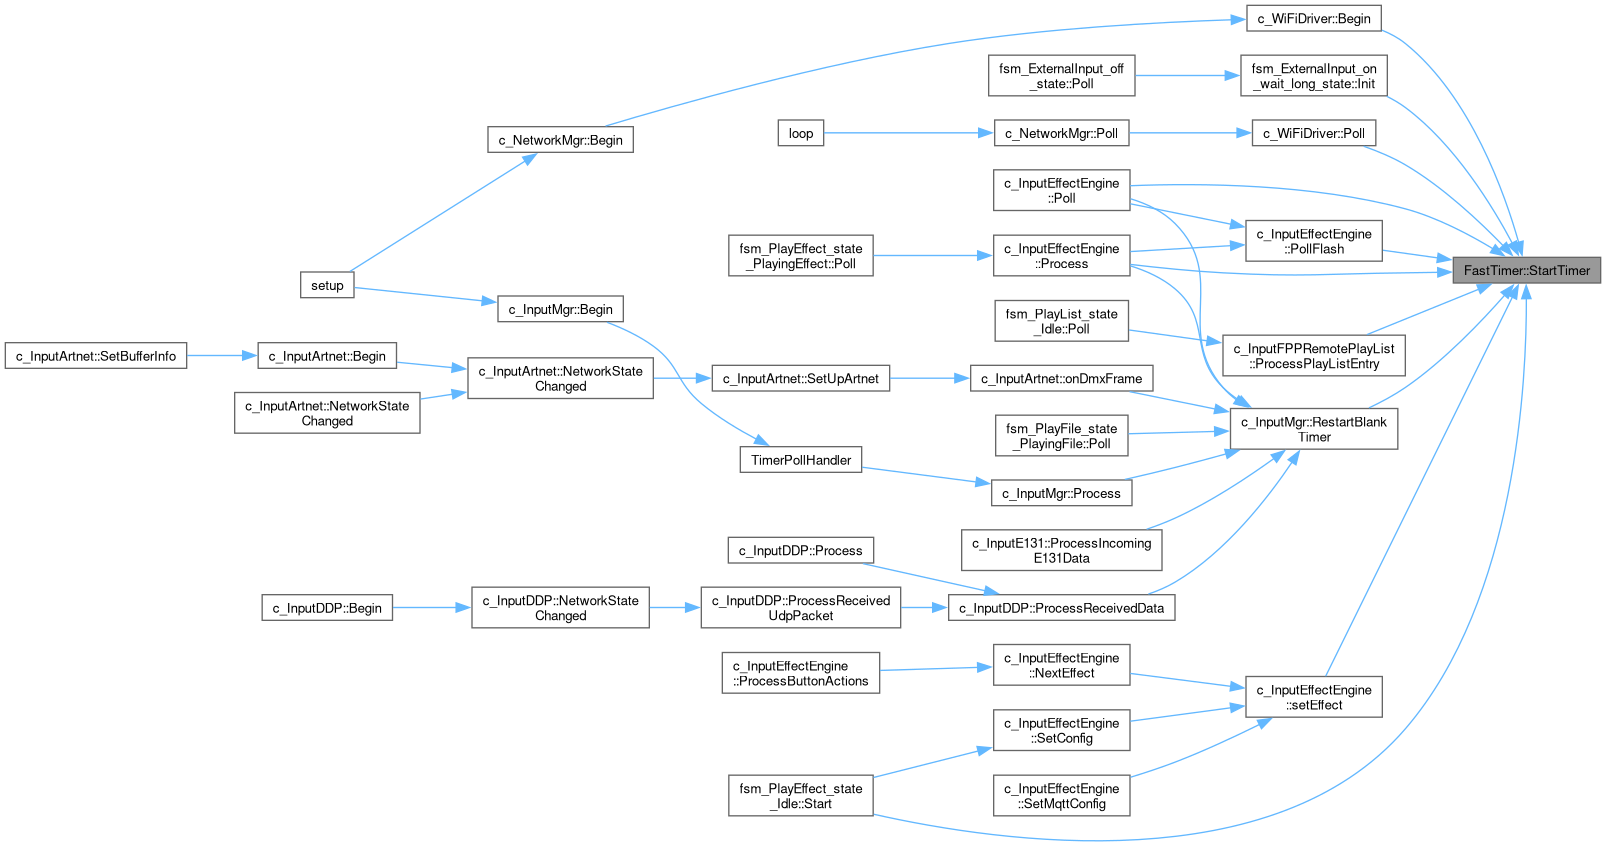 c_WiFiDriver::Begin
fsm_ExternalInput_off
_state::Poll
fsm_ExternalInput_on
_wait_long_state::Init
c_NetworkMgr::Begin
loop
c_NetworkMgr::Poll
c_WiFiDriver::Poll
c_InputEffectEngine
::Poll
fsm_PlayEffect_state
_PlayingEffect::Poll
c_InputEffectEngine
::Process
c_InputEffectEngine
::PollFlash
FastTimer::StartTimer
setup
c_InputMgr::Begin
fsm_PlayList_state
_Idle::Poll
c_InputFPPRemotePlayList
::ProcessPlayListEntry
c_InputArtnet::SetBufferInfo
c_InputArtnet::Begin
c_InputArtnet::NetworkState
Changed
c_InputArtnet::SetUpArtnet
c_InputArtnet::onDmxFrame
c_InputArtnet::NetworkState
Changed
fsm_PlayFile_state
_PlayingFile::Poll
c_InputMgr::RestartBlank
Timer
TimerPollHandler
c_InputMgr::Process
c_InputE131::ProcessIncoming
E131Data
c_InputDDP::Process
c_InputDDP::Begin
c_InputDDP::NetworkState
Changed
c_InputDDP::ProcessReceived
UdpPacket
c_InputDDP::ProcessReceivedData
c_InputEffectEngine
::ProcessButtonActions
c_InputEffectEngine
::NextEffect
c_InputEffectEngine
::setEffect
c_InputEffectEngine
::SetConfig
fsm_PlayEffect_state
_Idle::Start
c_InputEffectEngine
::SetMqttConfig